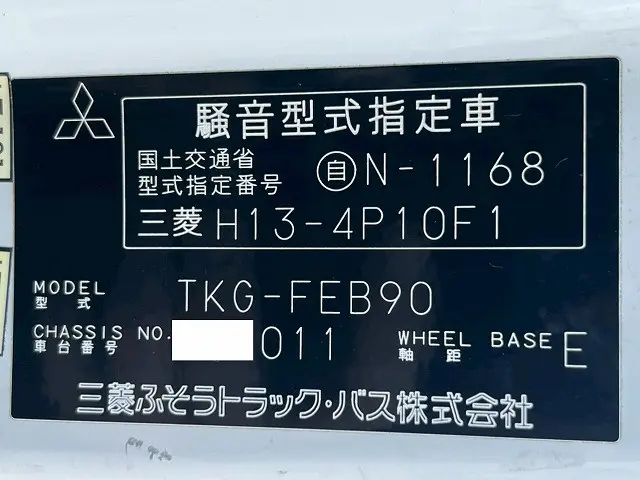 騒音型式指定車
国土交通省
型式指定番号
自N-1168
三菱 H13-4P10F1
MODEL
型式
TKG-FEB90
CHASSIS NO.
車台番号
011
WHEEL BASE
軸距
E
三菱ふそうトラック・バス株式会社